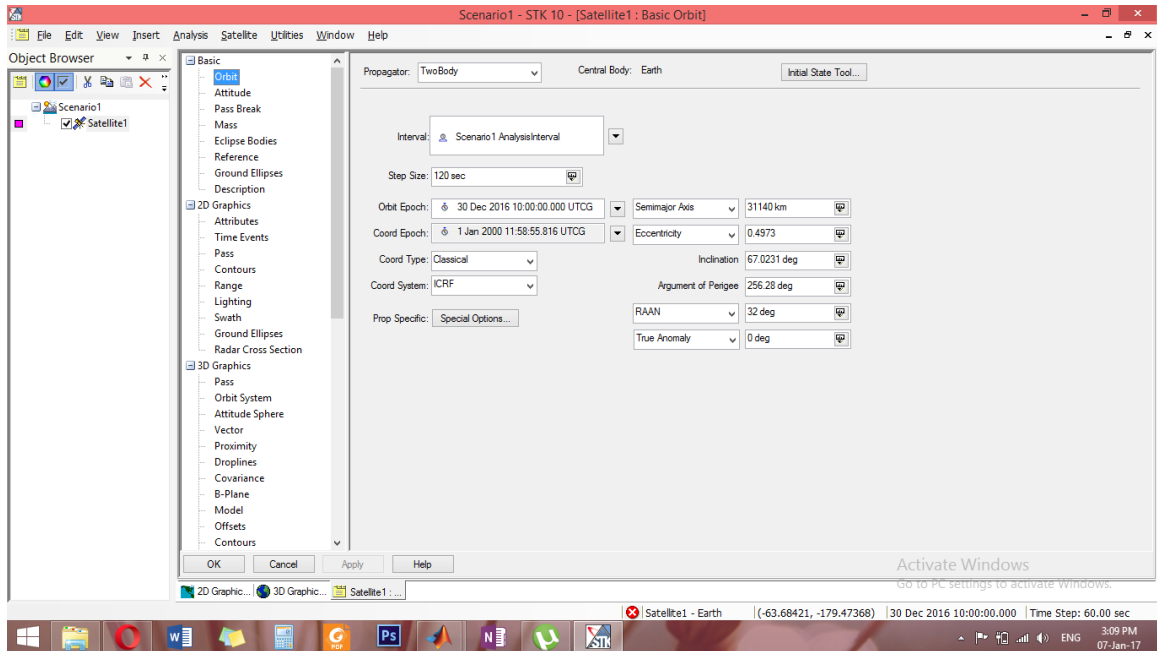 Scenario1 - STK 10 - [Satellite1 : Basic Orbit]
File Edit View Insert Analysis Satellite Utilities Window Help
Object Browser
Scenario1
Satellite1
Basic
Orbit
Attitude
Pass Break
Mass
Eclipse Bodies
Reference
Ground Ellipses
Description
2D Graphics
Attributes
Time Events
Pass
Contours
Range
Lighting
Swath
Ground Ellipses
Radar Cross Section
3D Graphics
Pass
Orbit System
Attitude Sphere
Vector
Proximity
Droplines
Covariance
B-Plane
Model
Offsets
Contours
Propagator: TwoBody Central Body: Earth Initial State Tool...
Interval: Scenario1 AnalysisInterval
Step Size: 120 sec
Orbit Epoch: 30 Dec 2016 10:00:00.000 UTCG Semimajor Axis 31140 km
Coord Epoch: 1 Jan 2000 11:58:55.816 UTCG Eccentricity 0.4973
Coord Type: Classical Inclination 67.0231 deg
Coord System: ICRF Argument of Perigee 256.28 deg
Prop Specific: Special Options... RAAN 32 deg
True Anomaly 0 deg
OK Cancel Apply Help
Activate Windows
Go to PC settings to activate Windows.
2D Graphic... 3D Graphic... Satellite1 : ...
Satellite1 - Earth (-63.68421, -179.47368) 30 Dec 2016 10:00:00.000 Time Step: 60.00 sec
Ps
STK
ENG
3:09 PM
07-Jan-17